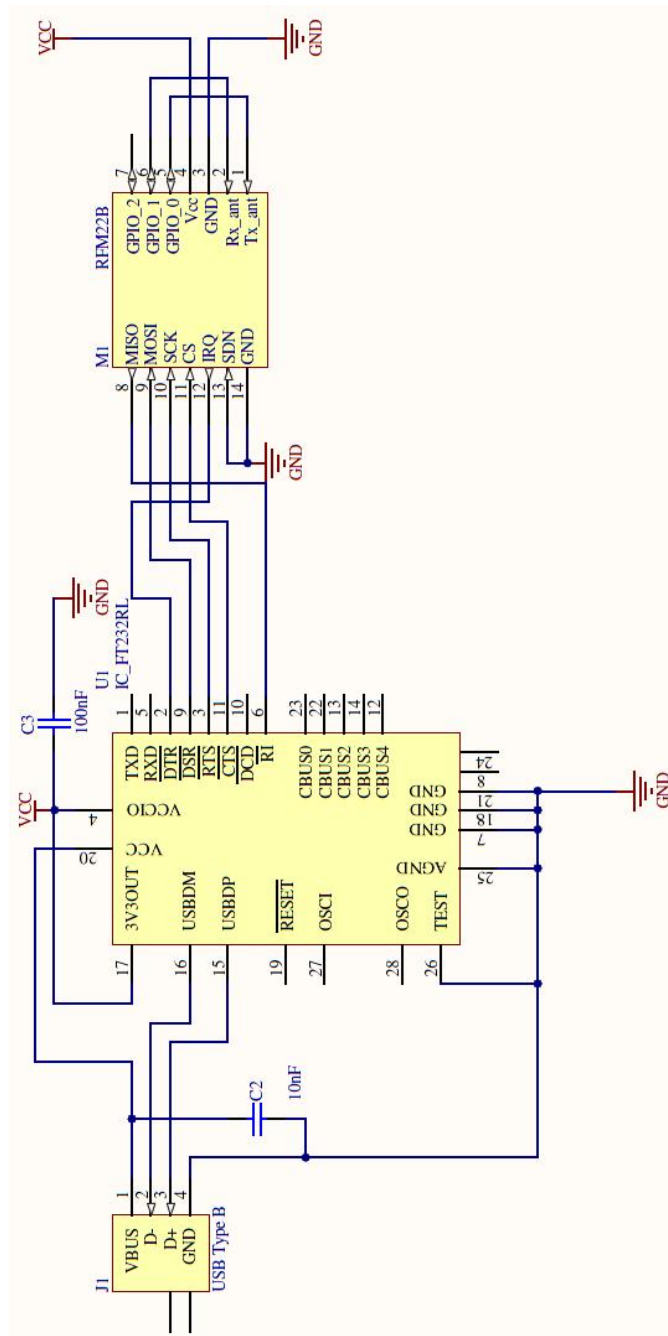 J1
VBUS
D-
D+
GND
USB Type B
1
2
3
4
C2
10nF
17
16
15
19
27
28
26
3V3OUT
USBDM
USBDP
RESET
OSCI
OSCO
TEST
20
VCC
4
VCCIO
VCC
25
AGND
7
GND
18
GND
21
GND
8
24
GND
U1
IC_FT232RL
TXD
RXD
DTR
DSR
RTS
CTS
DCD
RI
CBUS0
CBUS1
CBUS2
CBUS3
CBUS4
1
5
2
9
3
11
10
6
23
22
13
14
12
C3
100nF
GND
GND
M1
RFM22B
8
9
10
11
12
13
14
MISO
MOSI
SCK
CS
IRQ
SDN
GND
GPIO_2
GPIO_1
GPIO_0
Vcc
GND
Rx_ant
Tx_ant
7
6
5
4
3
2
1
VCC
GND